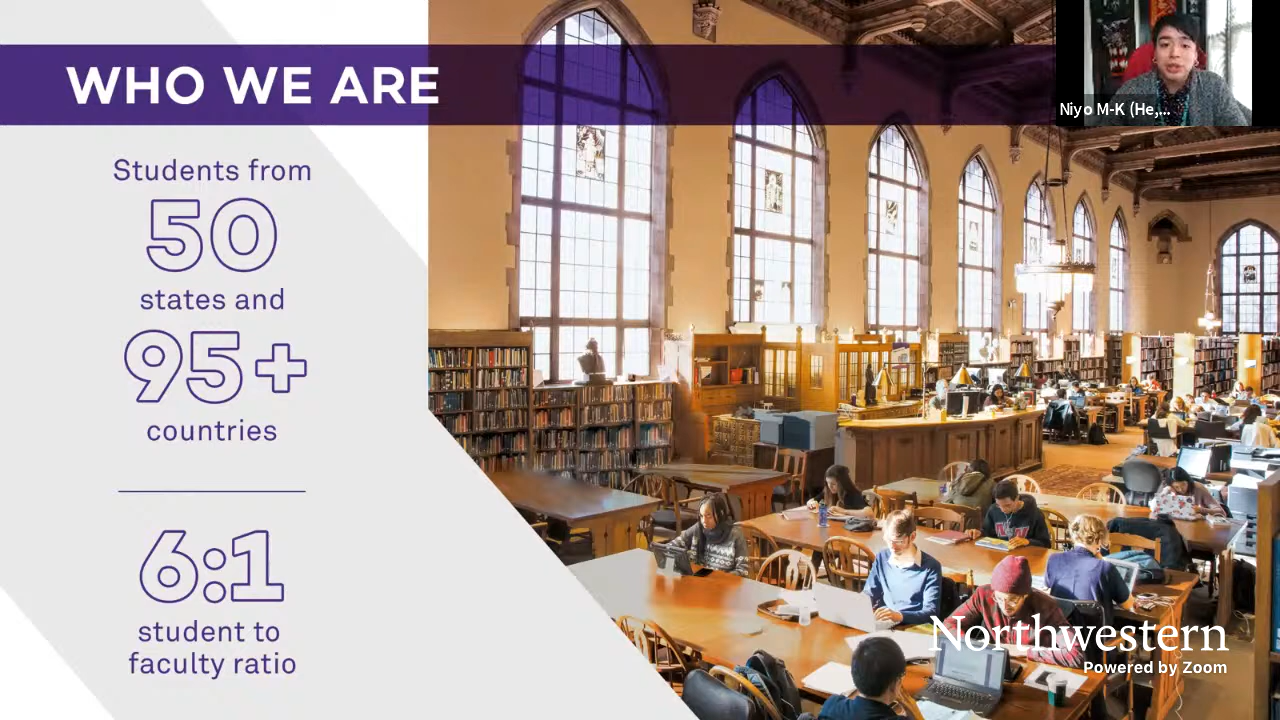 WHO WE ARE
Niyo M-K (He,...
Students from
50
states and
95+
countries
6:1
student to
faculty ratio
Northwestern
Powered by Zoom